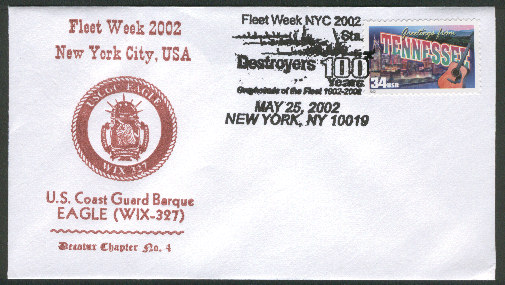 Fleet Week 2002
New York City, USA
USCGC EAGLE
WIX-327
U.S. Coast Guard Barque
EAGLE (WIX-327)
Decatur Chapter No. 4
Fleet Week NYC 2002
Sta.
Destroyers 100
Years
Greyhounds of the Fleet 1902-2002
MAY 25, 2002
NEW YORK, NY 10019
Greetings from
TENNESSEE
34 USA